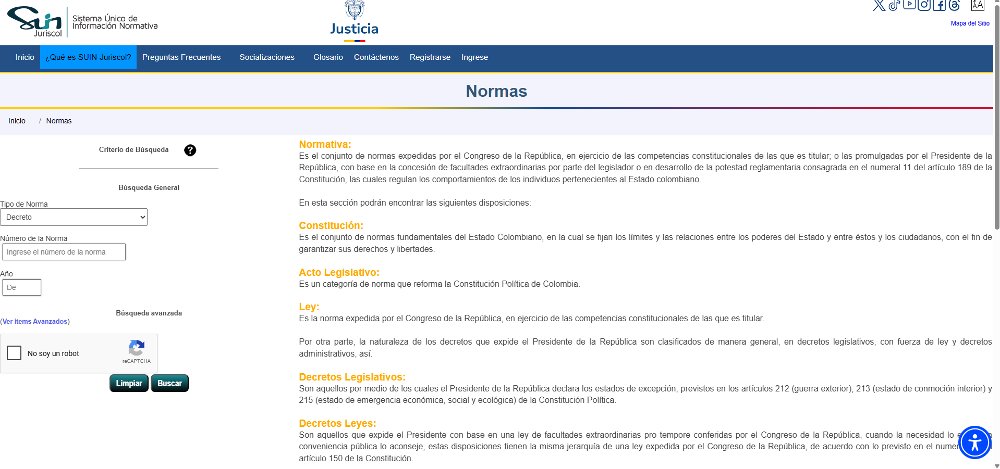 Suin
Juriscol
Sistema Único de
Información Normativa
Justicia
Mapa del Sitio
Inicio
¿Qué es SUIN-Juriscol?
Preguntas Frecuentes
Socializaciones
Glosario
Contáctenos
Registrarse
Ingrese
Normas
Inicio / Normas
Criterio de Búsqueda ?
Búsqueda General
Tipo de Norma
Decreto
Número de la Norma
Ingrese el número de la norma
Año
De
Búsqueda avanzada
(Ver items Avanzados)
No soy un robot
reCAPTCHA
Limpiar
Buscar
Normativa:
Es el conjunto de normas expedidas por el Congreso de la República, en ejercicio de las competencias constitucionales de las que es titular; o las promulgadas por el Presidente de la
República, con base en la concesión de facultades extraordinarias por parte del legislador o en desarrollo de la potestad reglamentaria consagrada en el numeral 11 del artículo 189 de la
Constitución, las cuales regulan los comportamientos de los individuos pertenecientes al Estado colombiano.
En esta sección podrán encontrar las siguientes disposiciones:
Constitución:
Es el conjunto de normas fundamentales del Estado Colombiano, en la cual se fijan los límites y las relaciones entre los poderes del Estado y entre éstos y los ciudadanos, con el fin de
garantizar sus derechos y libertades.
Acto Legislativo:
Es un categoría de norma que reforma la Constitución Política de Colombia.
Ley:
Es la norma expedida por el Congreso de la República, en ejercicio de las competencias constitucionales de las que es titular.
Por otra parte, la naturaleza de los decretos que expide el Presidente de la República son clasificados de manera general, en decretos legislativos, con fuerza de ley y decretos
administrativos, así.
Decretos Legislativos:
Son aquellos por medio de los cuales el Presidente de la República declara los estados de excepción, previstos en los artículos 212 (guerra exterior), 213 (estado de conmoción interior) y
215 (estado de emergencia económica, social y ecológica) de la Constitución Política.
Decretos Leyes:
Son aquellos que expide el Presidente con base en una ley de facultades extraordinarias pro tempore conferidas por el Congreso de la República, cuando la necesidad lo
conveniencia pública lo aconseje, estas disposiciones tienen la misma jerarquía de una ley expedida por el Congreso de la República, de acuerdo con lo previsto en el
artículo 150 de la Constitución.